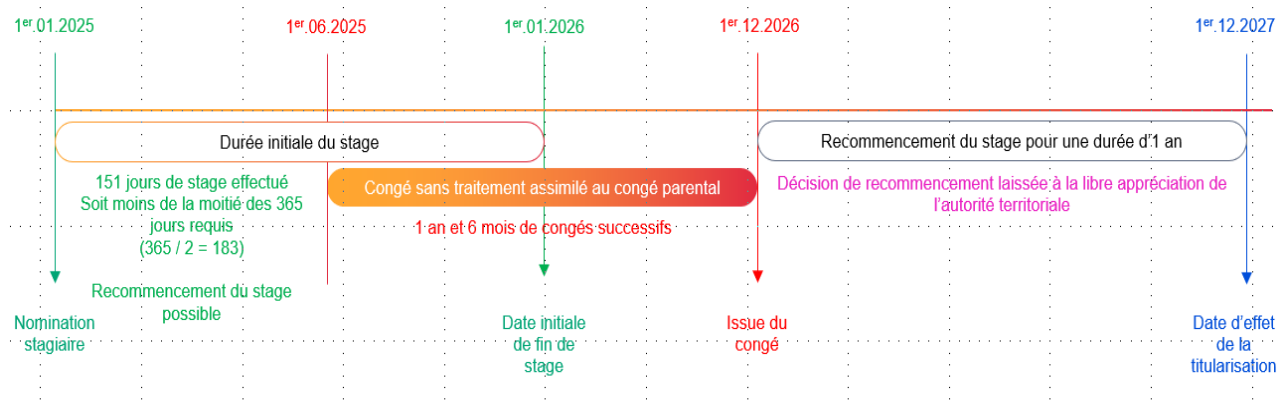 1er.01.2025
1er.06.2025
1er.01.2026
1er.12.2026
1er.12.2027
Durée initiale du stage
Recommencement du stage pour une durée d'1 an
151 jours de stage effectué
Soit moins de la moitié des 365
jours requis
(365 / 2 = 183)
Congé sans traitement assimilé au congé parental
1 an et 6 mois de congés successifs
Décision de recommencement laissée à la libre appréciation de
l'autorité territoriale
Recommencement du stage
possible
Nomination
stagiaire
Date initiale
de fin de
stage
Issue du
congé
Date d'effet
de la
titularisation